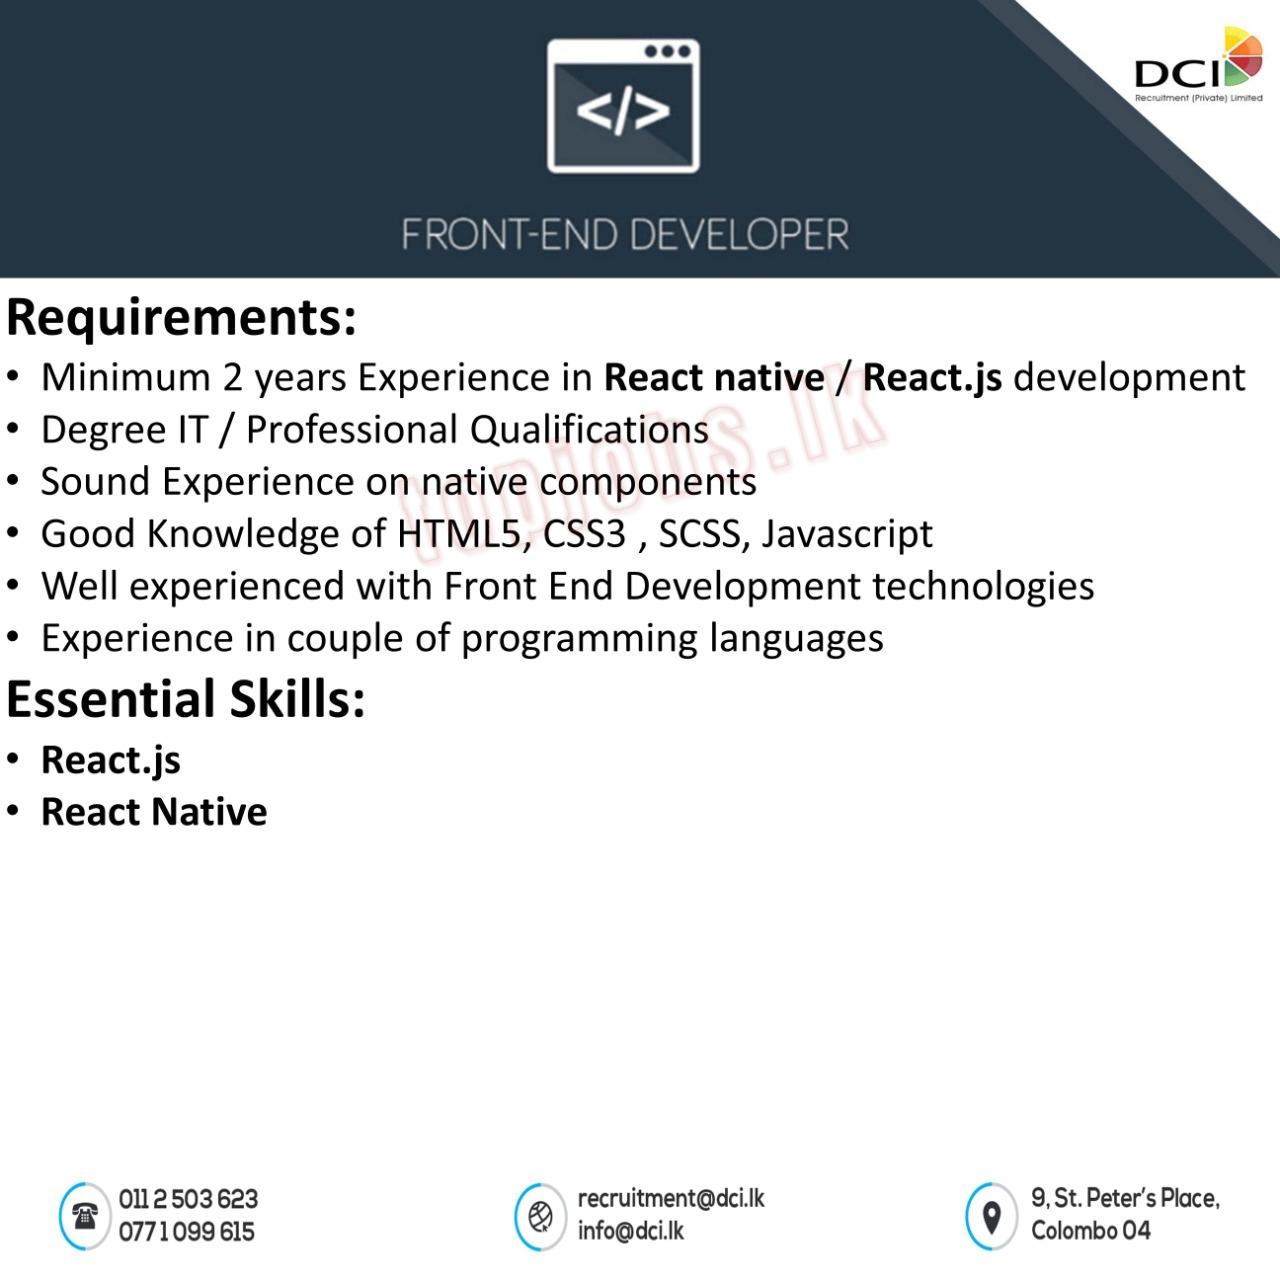 </>
DCI
Recruitment (Private) Limited
FRONT-END DEVELOPER
Requirements:
• Minimum 2 years Experience in React native / React.js development
• Degree IT / Professional Qualifications
• Sound Experience on native components
• Good Knowledge of HTML5, CSS3 , SCSS, Javascript
• Well experienced with Front End Development technologies
• Experience in couple of programming languages
topjobs.lk
Essential Skills:
• React.js
• React Native
011 2 503 623
077 1 099 615
recruitment@dci.lk
info@dci.lk
9, St. Peter's Place,
Colombo 04